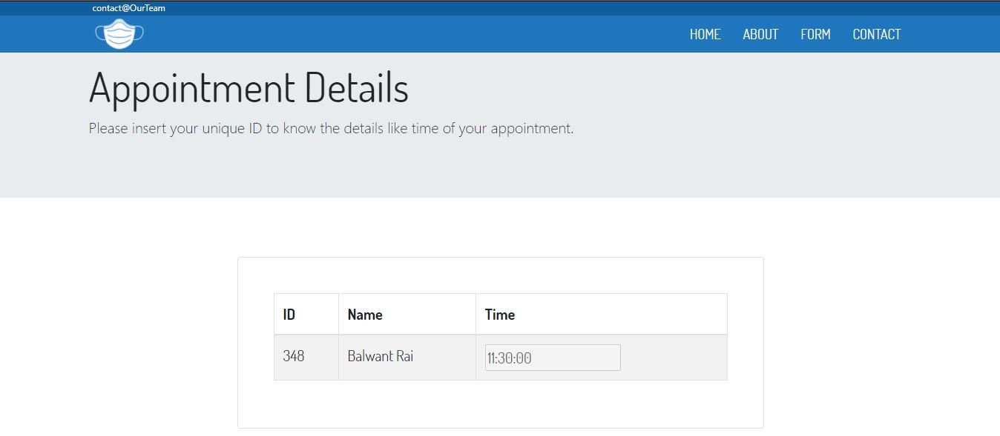 contact@OurTeam
HOME ABOUT FORM CONTACT
Appointment Details
Please insert your unique ID to know the details like time of your appointment.
ID Name Time
348 Balwant Rai 11:30:00